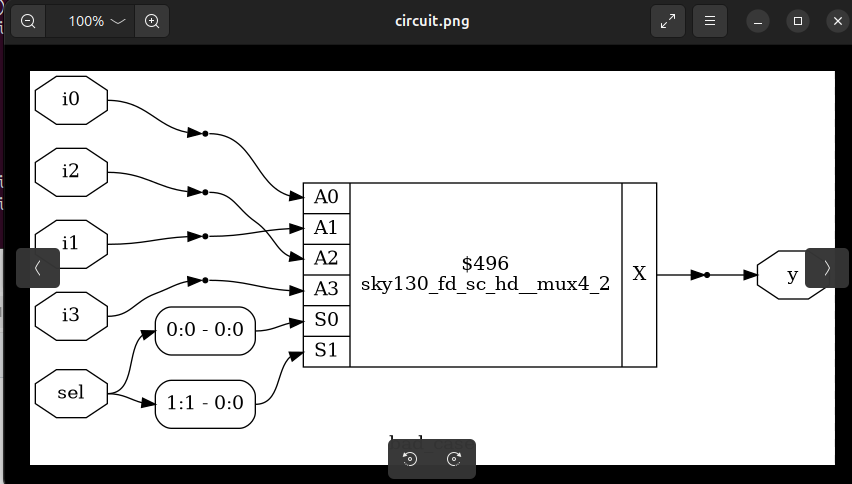 100%
circuit.png
i0
i2
i1
i3
sel
0:0 - 0:0
1:1 - 0:0
A0
A1
A2
A3
S0
S1
$496
sky130_fd_sc_hd__mux4_2
X
y